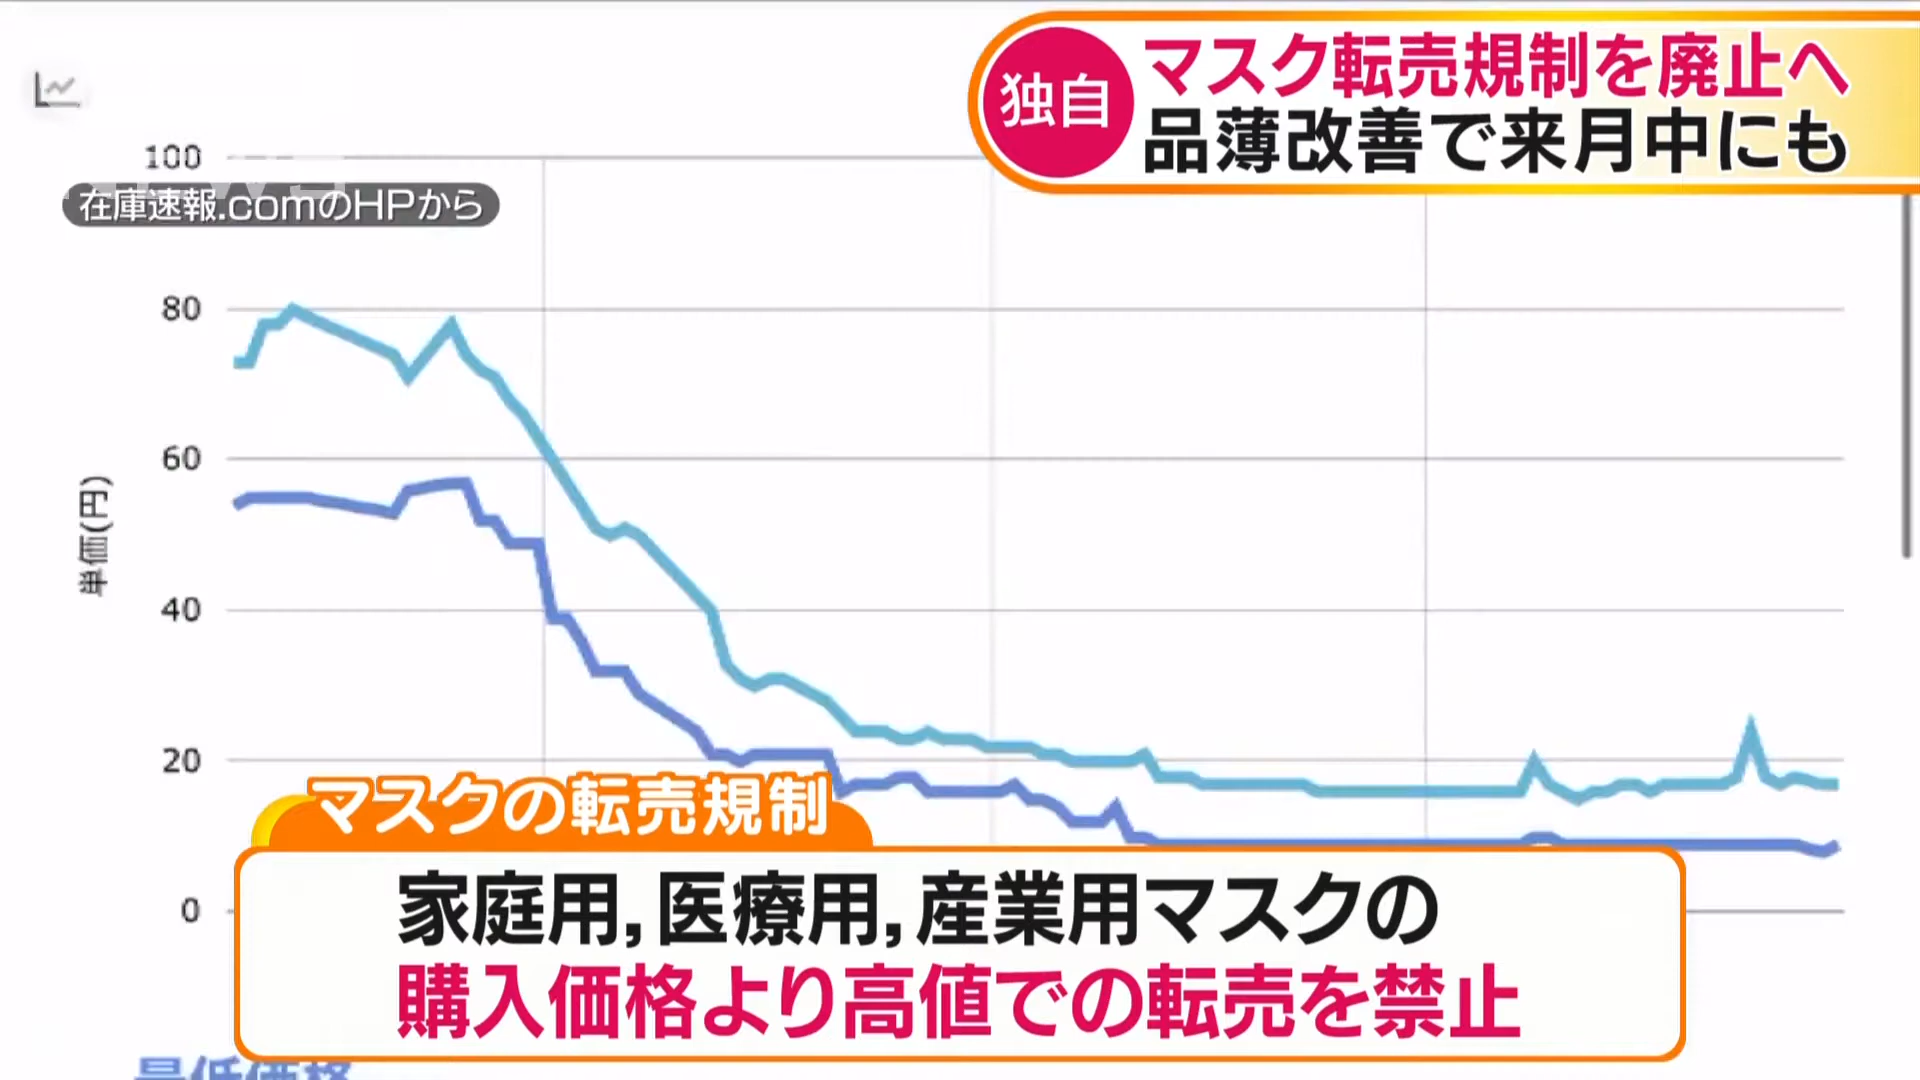 独自
マスク転売規制を廃止へ
品薄改善で来月中にも
在庫速報.comのHPから
100
80
60
40
20
0
単価(円)
マスクの転売規制
家庭用,医療用,産業用マスクの
購入価格より高値での転売を禁止
最低価格